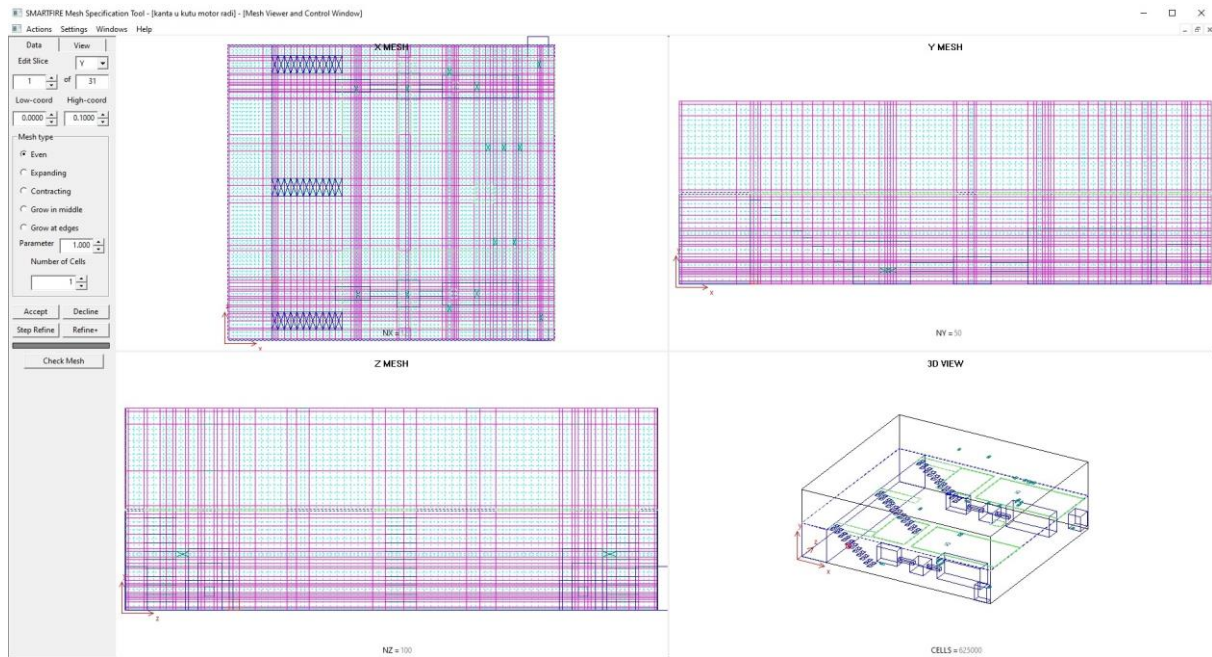 SMARTFIRE Mesh Specification Tool - [kanta u kutu motor radi] - [Mesh Viewer and Control Window]
Actions Settings Windows Help
Data View
Edit Slice Y
1 of 31
Low-coord High-coord
0.0000 0.1000
Mesh type
Even
Expanding
Contracting
Grow in middle
Grow at edges
Parameter 1.000
Number of Cells
1
Accept Decline
Step Refine Refine+
Check Mesh
X MESH
NX =
Y MESH
NY = 50
Z MESH
NZ = 100
3D VIEW
CELLS = 625000